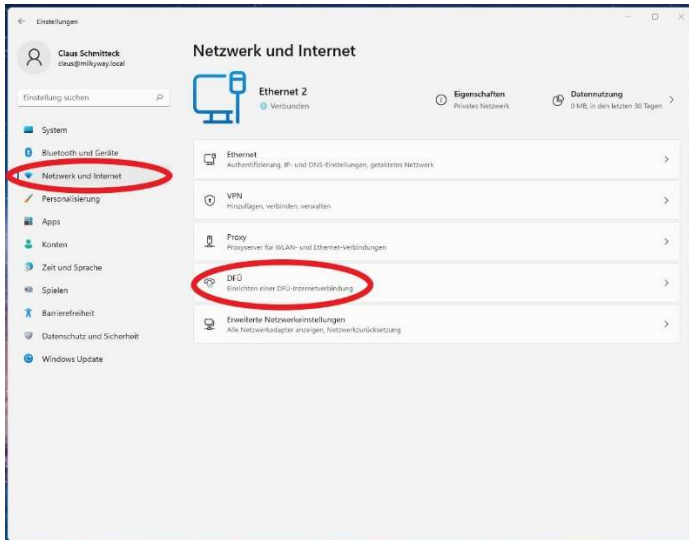 Einstellungen
Claus Schmitteck
claus@milkyway.local
Einstellung suchen
System
Bluetooth und Geräte
Netzwerk und Internet
Personalisierung
Apps
Konten
Zeit und Sprache
Spielen
Barrierefreiheit
Datenschutz und Sicherheit
Windows Update
Netzwerk und Internet
Ethernet 2
Verbunden
Eigenschaften
Privates Netzwerk
Datennutzung
0 MB, in den letzten 30 Tagen
Ethernet
Authentifizierung, IP- und DNS-Einstellungen, getaktetes Netzwerk
VPN
Hinzufügen, verbinden, verwalten
Proxy
Proxyserver für WLAN- und Ethernet-Verbindungen
DFÜ
Einrichten einer DFÜ-Internetverbindung
Erweiterte Netzwerkeinstellungen
Alle Netzwerkadapter anzeigen, Netzwerkzurücksetzung